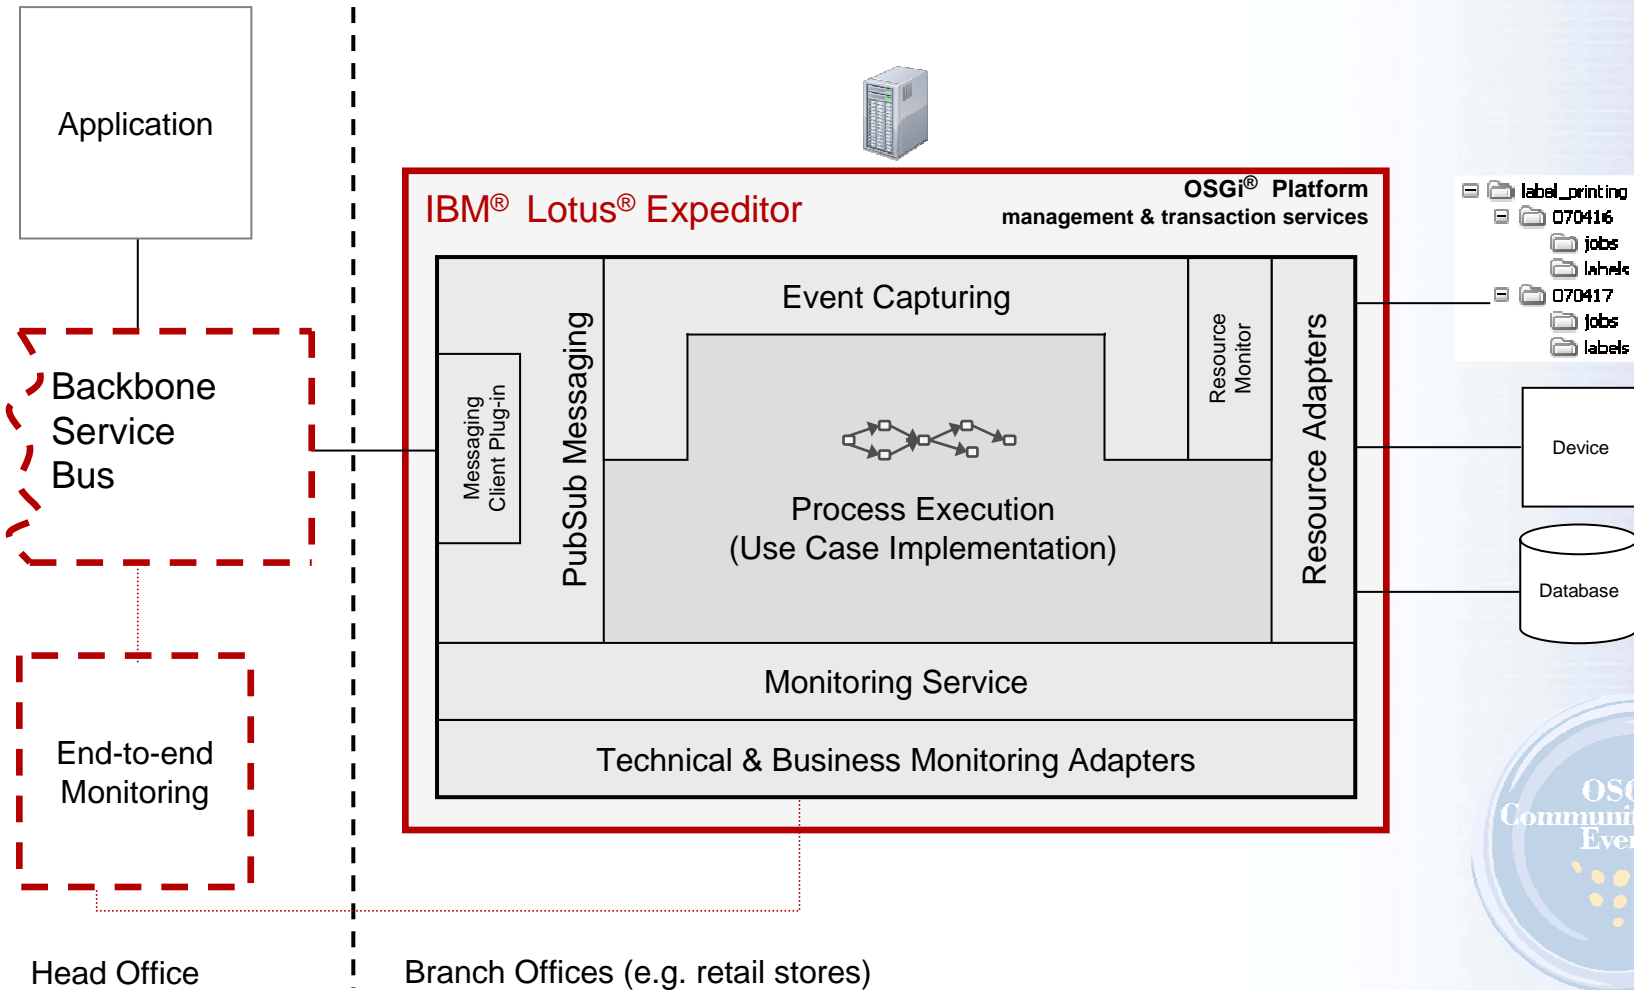 Application
IBM® Lotus® Expeditor
OSGi® Platform
management & transaction services
label_printing
070416
jobs
labels
070417
jobs
labels
Event Capturing
Resource
Monitor
Resource Adapters
PubSub Messaging
Messaging
Client Plug-in
Backbone
Service
Bus
Device
Process Execution
(Use Case Implementation)
Database
Monitoring Service
Technical & Business Monitoring Adapters
End-to-end
Monitoring
Head Office
Branch Offices (e.g. retail stores)